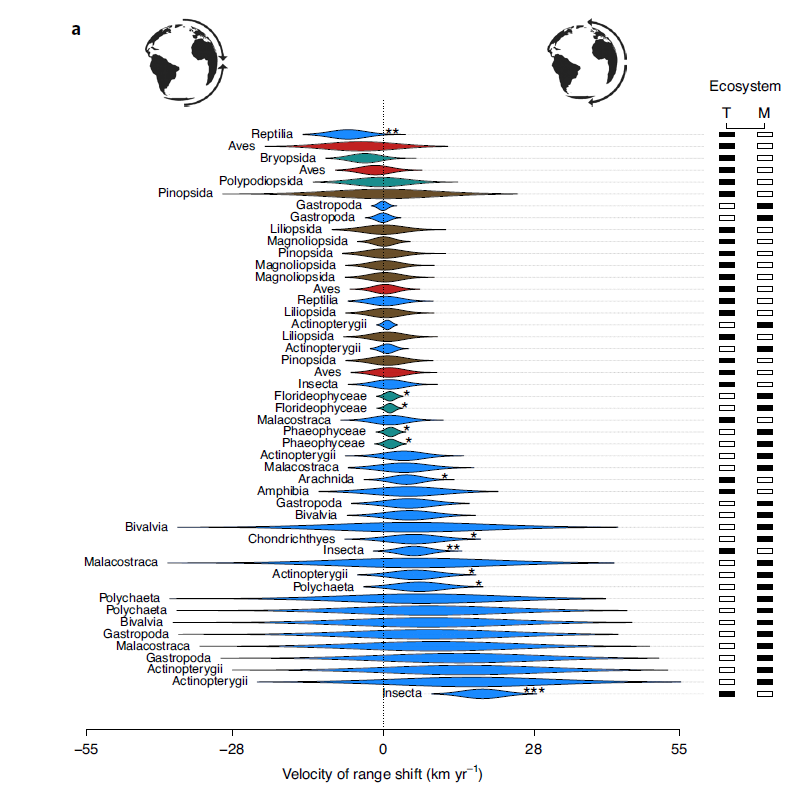 a
Ecosystem
T M
Reptilia **
Aves
Bryopsida
Aves
Polypodiopsida
Pinopsida
Gastropoda
Gastropoda
Liliopsida
Magnoliopsida
Pinopsida
Magnoliopsida
Magnoliopsida
Aves
Reptilia
Liliopsida
Actinopterygii
Liliopsida
Actinopterygii
Pinopsida
Aves
Insecta
Florideophyceae *
Florideophyceae *
Malacostraca
Phaeophyceae *
Phaeophyceae *
Actinopterygii
Malacostraca
Arachnida *
Amphibia
Gastropoda
Bivalvia
Bivalvia
Chondrichthyes *
Insecta **
Malacostraca
Actinopterygii *
Polychaeta *
Polychaeta
Polychaeta
Bivalvia
Gastropoda
Malacostraca
Gastropoda
Actinopterygii
Actinopterygii
Insecta ***
−55 −28 0 28 55
Velocity of range shift (km yr⁻¹)